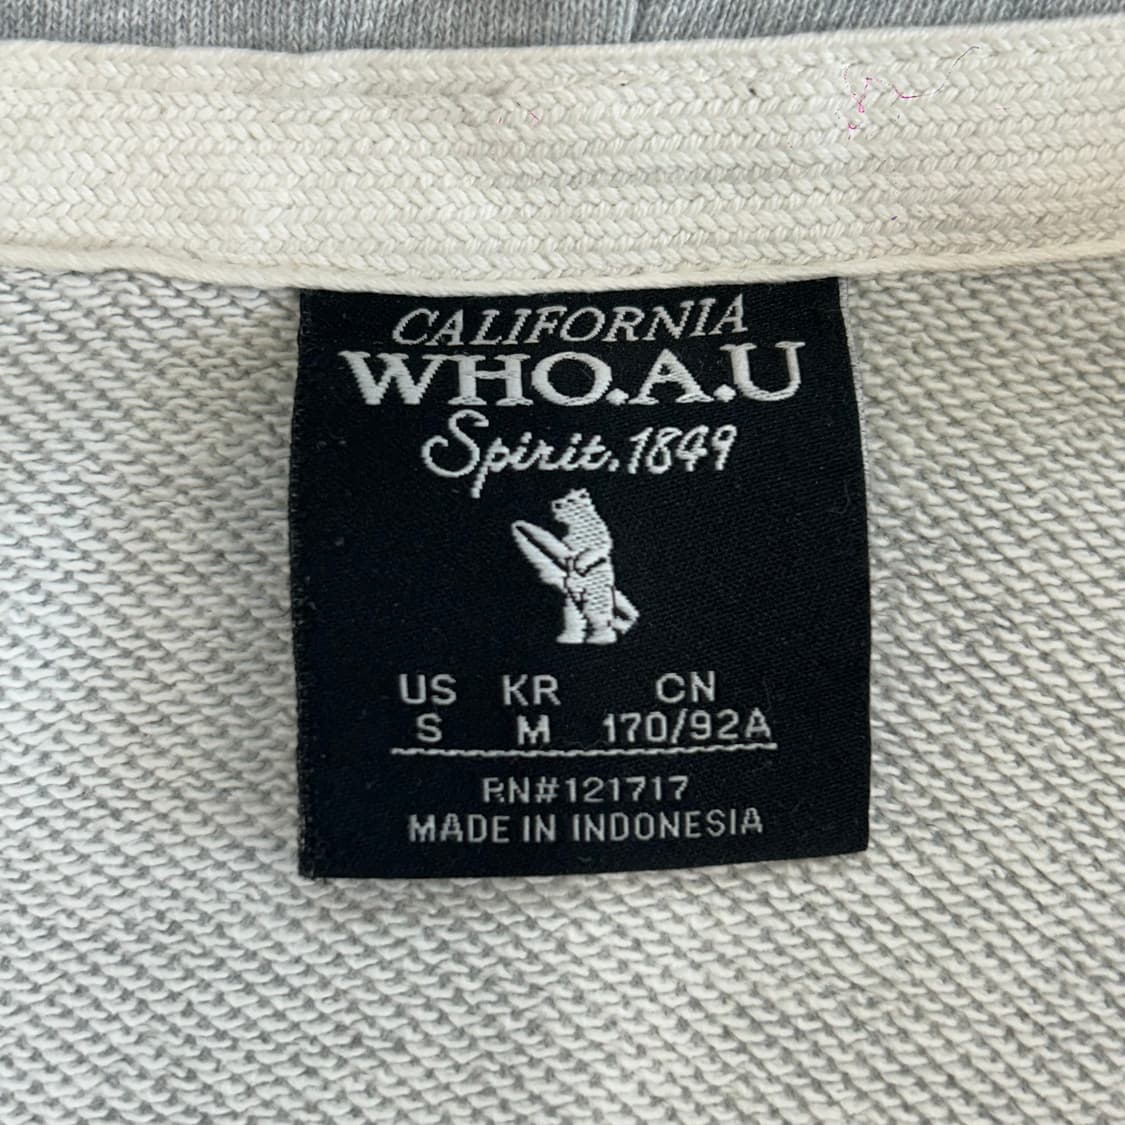 CALIFORNIA
WHO.A.U
Spirit.1849
US KR CN
S M 170/92A
RN#121717
MADE IN INDONESIA